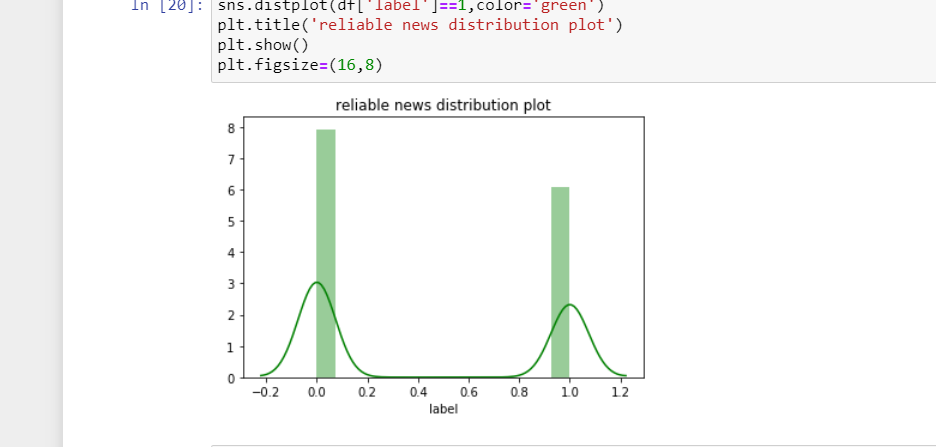 In [20]: sns.distplot(df['label']==1,color='green')
plt.title('reliable news distribution plot')
plt.show()
plt.figsize=(16,8)
reliable news distribution plot
8
7
6
5
4
3
2
1
0
−0.2 0.0 0.2 0.4 0.6 0.8 1.0 1.2
label